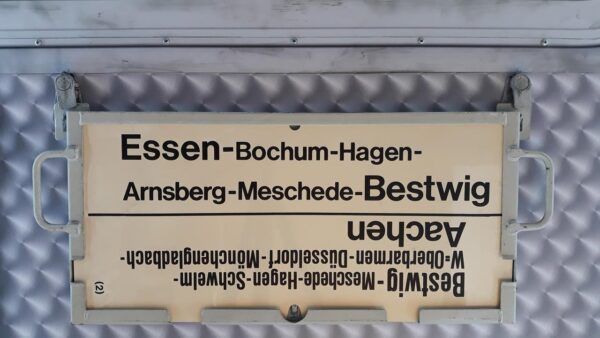 Essen-Bochum-Hagen-
Arnsberg-Meschede-Bestwig
Bestwig-Meschede-Hagen-Schwelm-
W=Oberbarmen-Düsseldorf-Mönchengladbach-
Aachen
(2)